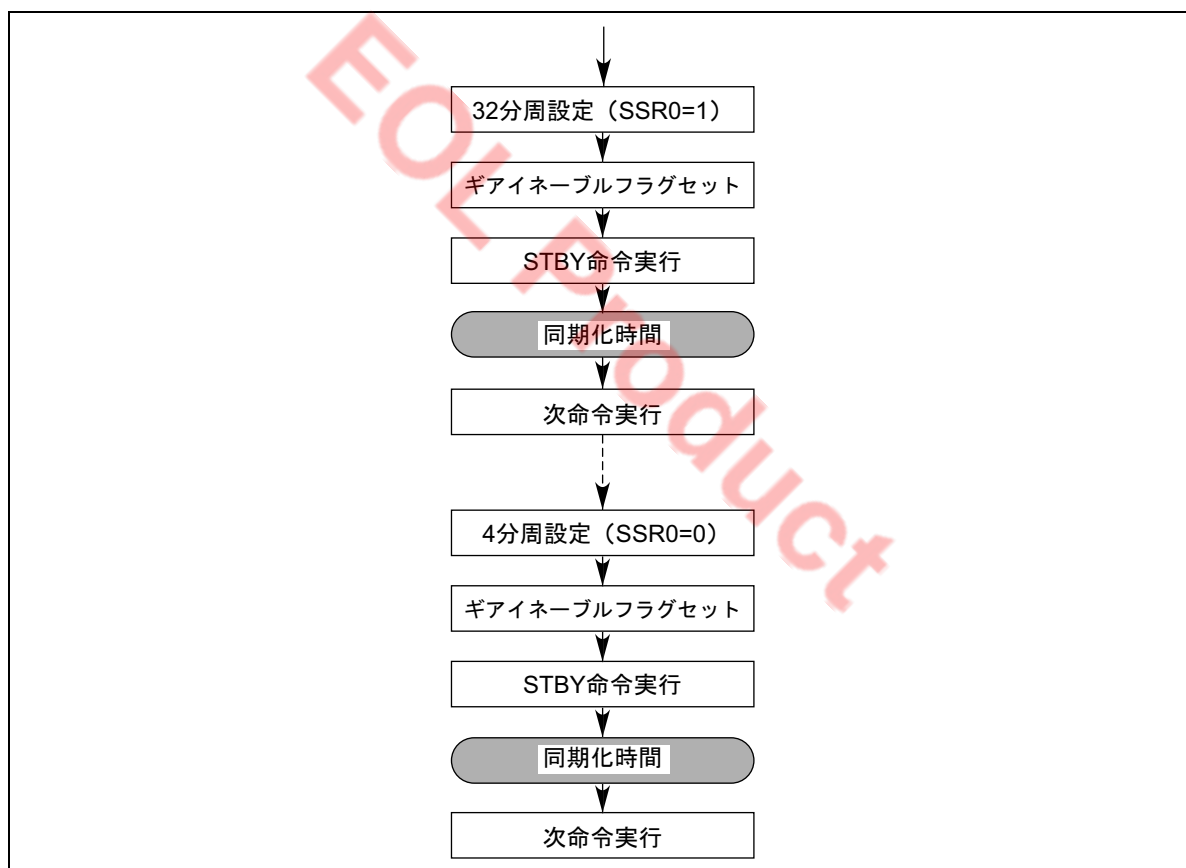 32分周設定（SSR0=1）
ギアイネーブルフラグセット
STBY命令実行
同期化時間
次命令実行
4分周設定（SSR0=0）
ギアイネーブルフラグセット
STBY命令実行
同期化時間
次命令実行
EOL Product